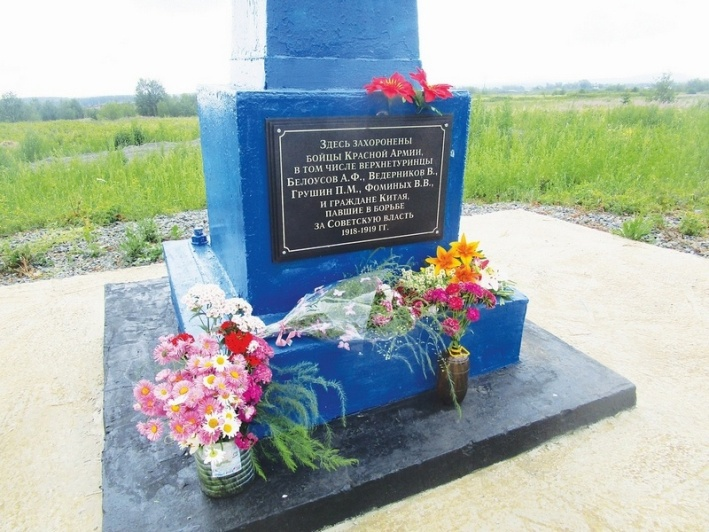 Здесь захоронены
бойцы Красной Армии,
в том числе верхнетуринцы
Белоусов А.Ф., Ведерников В.,
Грушин П.М., Фоминых В.В.,
и граждане Китая,
павшие в борьбе
за Советскую власть
1918-1919 гг.